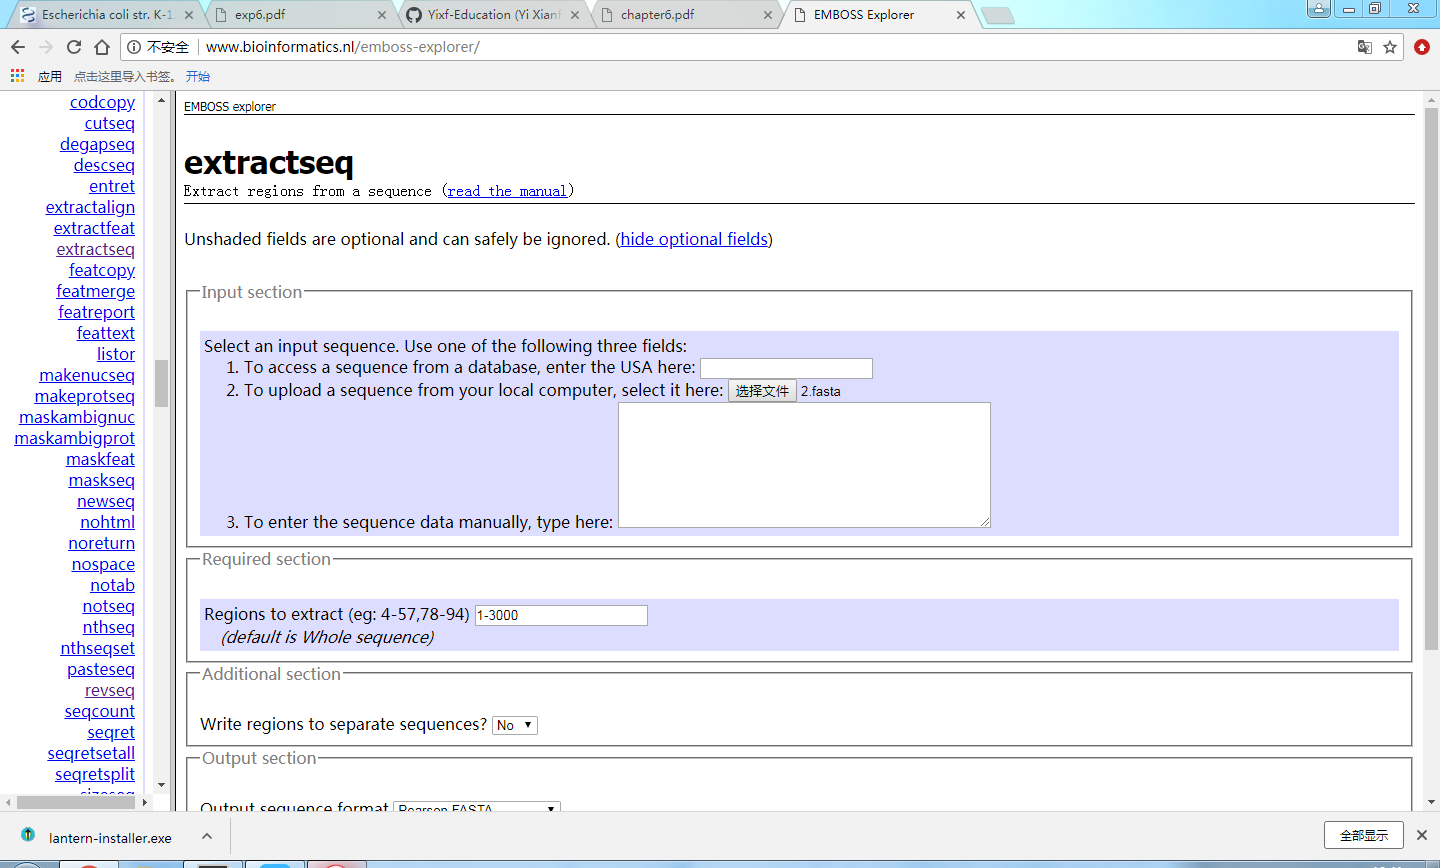 Escherichia coli str. K-1
exp6.pdf
Yixf-Education (Yi Xianf
chapter6.pdf
EMBOSS Explorer
不安全 www.bioinformatics.nl/emboss-explorer/
应用 点击这里导入书签。 开始
codcopy
cutseq
degapseq
descseq
entret
extractalign
extractfeat
extractseq
featcopy
featmerge
featreport
feattext
listor
makenucseq
makeprotseq
maskambignuc
maskambigprot
maskfeat
maskseq
newseq
nohtml
noreturn
nospace
notab
notseq
nthseq
nthseqset
pasteseq
revseq
seqcount
seqret
seqretsetall
seqretsplit
sizeseq
EMBOSS explorer
extractseq
Extract regions from a sequence (read the manual)
Unshaded fields are optional and can safely be ignored. (hide optional fields)
Input section
Select an input sequence. Use one of the following three fields:
1. To access a sequence from a database, enter the USA here:
2. To upload a sequence from your local computer, select it here: 选择文件 2.fasta
3. To enter the sequence data manually, type here:
Required section
Regions to extract (eg: 4-57,78-94) 1-3000
(default is Whole sequence)
Additional section
Write regions to separate sequences? No
Output section
Output sequence format Pearson FASTA
lantern-installer.exe
全部显示